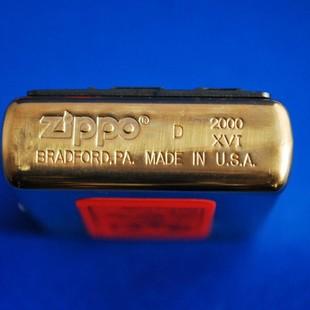 zippo® D 2000
XVI
BRADFORD,PA. MADE IN U.S.A.